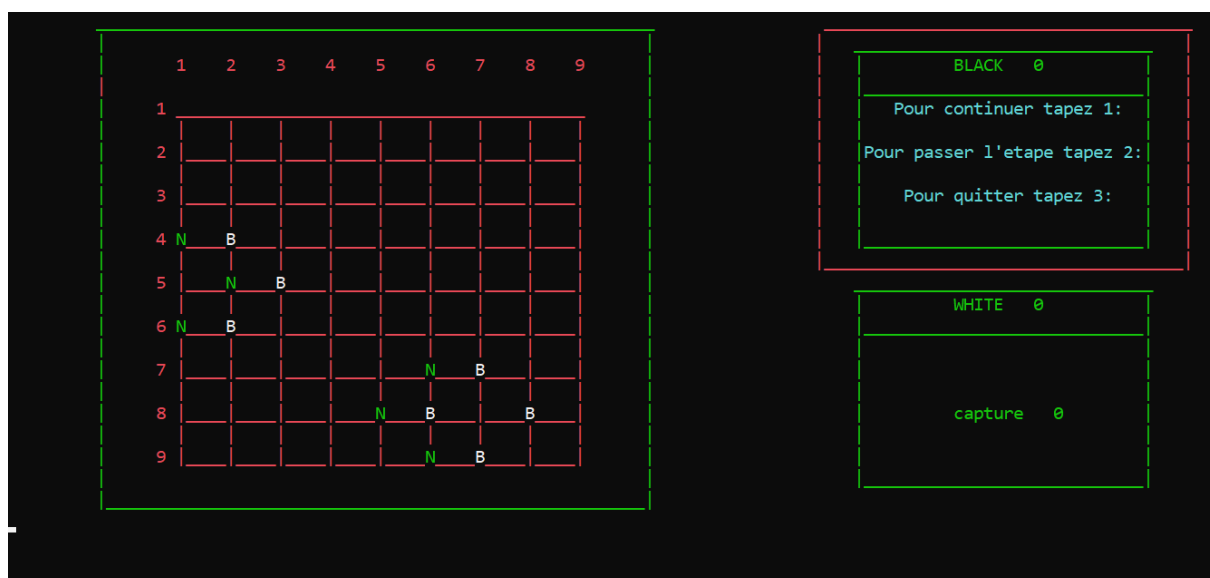 1 2 3 4 5 6 7 8 9
1
2
3
4 N B
5 N B
6 N B
7 N B
8 N B B
9 N B
BLACK 0
Pour continuer tapez 1:
Pour passer l'etape tapez 2:
Pour quitter tapez 3:
WHITE 0
capture 0